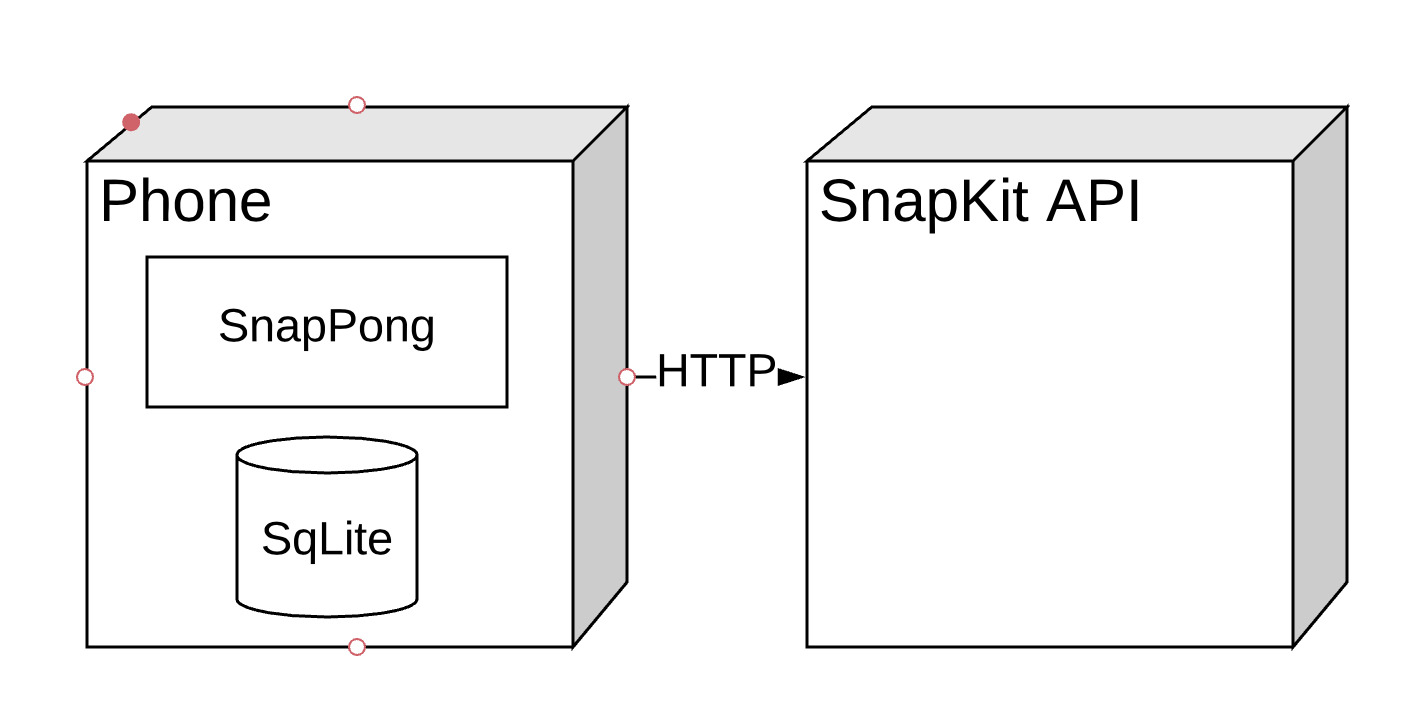 Phone
SnapPong
SqLite
HTTP
SnapKit API